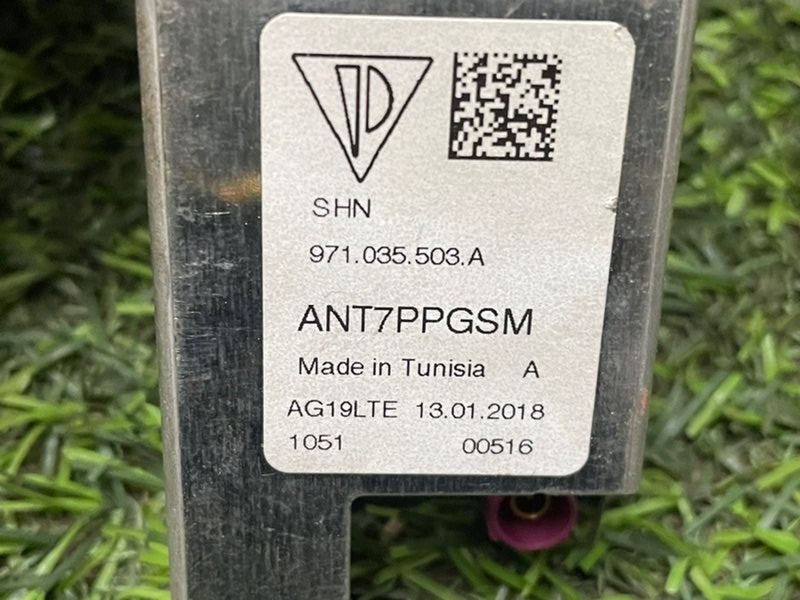 SHN
971.035.503.A
ANT7PPGSM
Made in Tunisia A
AG19LTE 13.01.2018
1051 00516